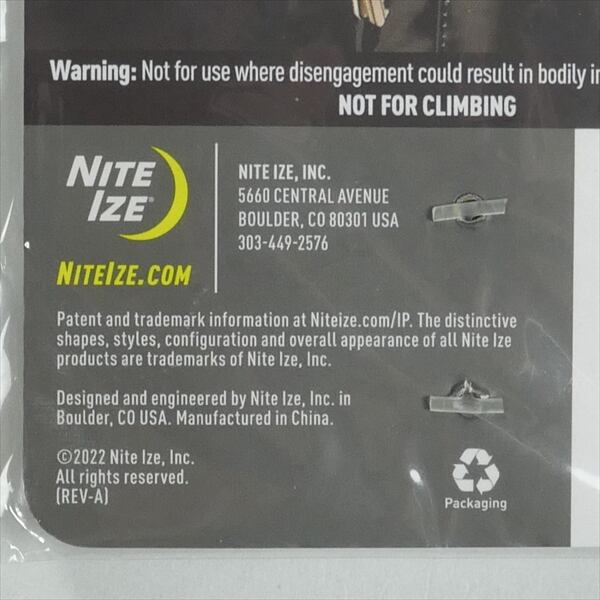 Warning: Not for use where disengagement could result in bodily
NOT FOR CLIMBING
NITE
IZE®
NITEIZE.COM
NITE IZE, INC.
5660 CENTRAL AVENUE
BOULDER, CO 80301 USA
303-449-2576
Patent and trademark information at Niteize.com/IP. The distinctive
shapes, styles, configuration and overall appearance of all Nite Ize
products are trademarks of Nite Ize, Inc.
Designed and engineered by Nite Ize, Inc. in
Boulder, CO USA. Manufactured in China.
©2022 Nite Ize, Inc.
All rights reserved.
(REV-A)
Packaging